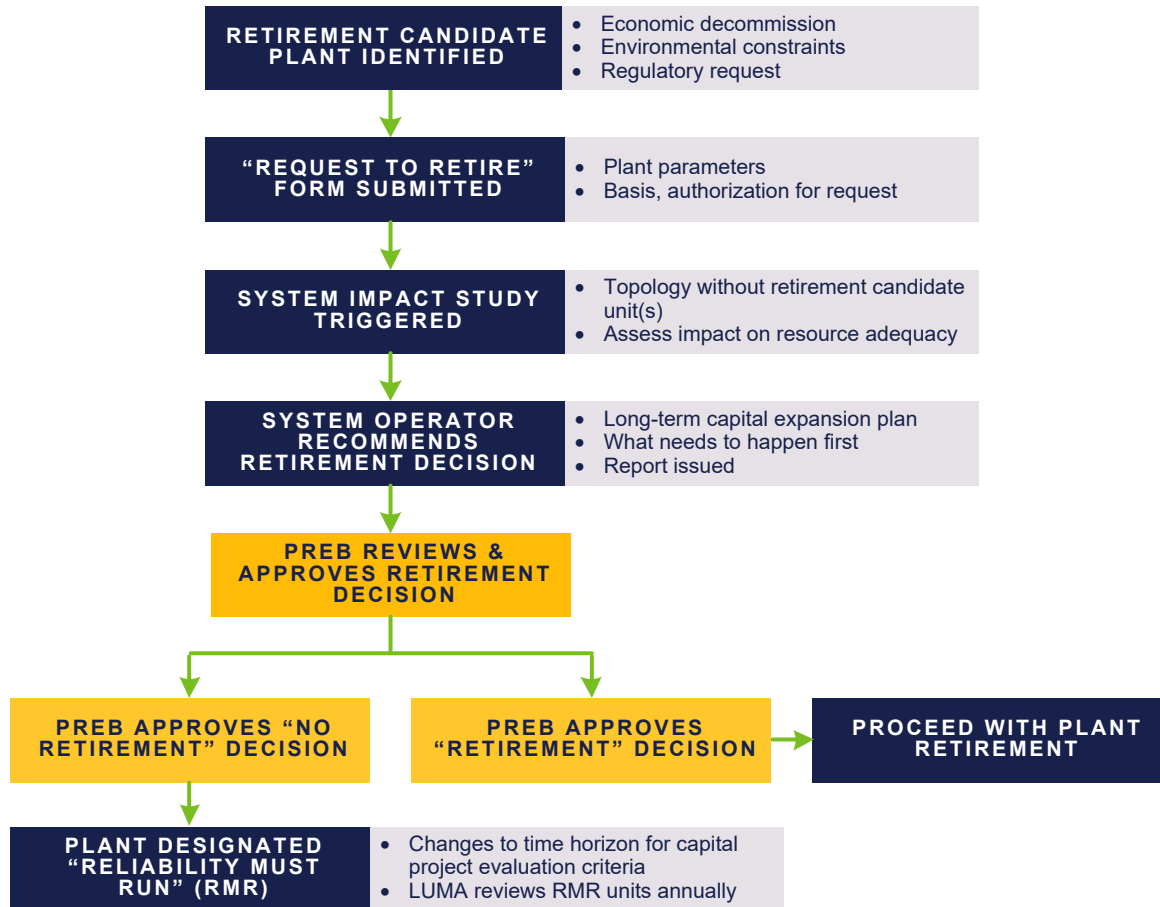 RETIREMENT CANDIDATE
PLANT IDENTIFIED
• Economic decommission
• Environmental constraints
• Regulatory request
“REQUEST TO RETIRE”
FORM SUBMITTED
• Plant parameters
• Basis, authorization for request
SYSTEM IMPACT STUDY
TRIGGERED
• Topology without retirement candidate
unit(s)
• Assess impact on resource adequacy
SYSTEM OPERATOR
RECOMMENDS
RETIREMENT DECISION
• Long-term capital expansion plan
• What needs to happen first
• Report issued
PREB REVIEWS &
APPROVES RETIREMENT
DECISION
PREB APPROVES “NO
RETIREMENT” DECISION
PREB APPROVES
“RETIREMENT” DECISION
PROCEED WITH PLANT
RETIREMENT
PLANT DESIGNATED
“RELIABILITY MUST
RUN” (RMR)
• Changes to time horizon for capital
project evaluation criteria
• LUMA reviews RMR units annually